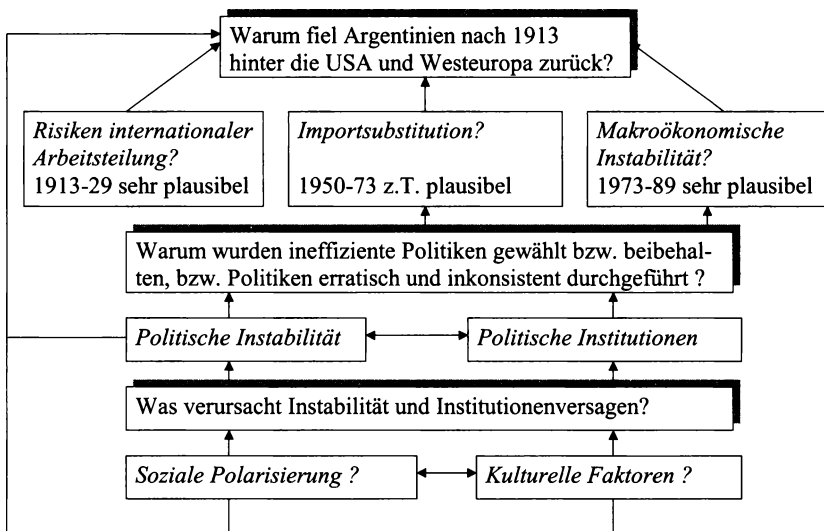 Warum fiel Argentinien nach 1913
hinter die USA und Westeuropa zurück?
Risiken internationaler
Arbeitsteilung?
1913-29 sehr plausibel
Importsubstitution?
1950-73 z.T. plausibel
Makroökonomische
Instabilität?
1973-89 sehr plausibel
Warum wurden ineffiziente Politiken gewählt bzw. beibehal-
ten, bzw. Politiken erratisch und inkonsistent durchgeführt ?
Politische Instabilität
Politische Institutionen
Was verursacht Instabilität und Institutionenversagen?
Soziale Polarisierung ?
Kulturelle Faktoren ?